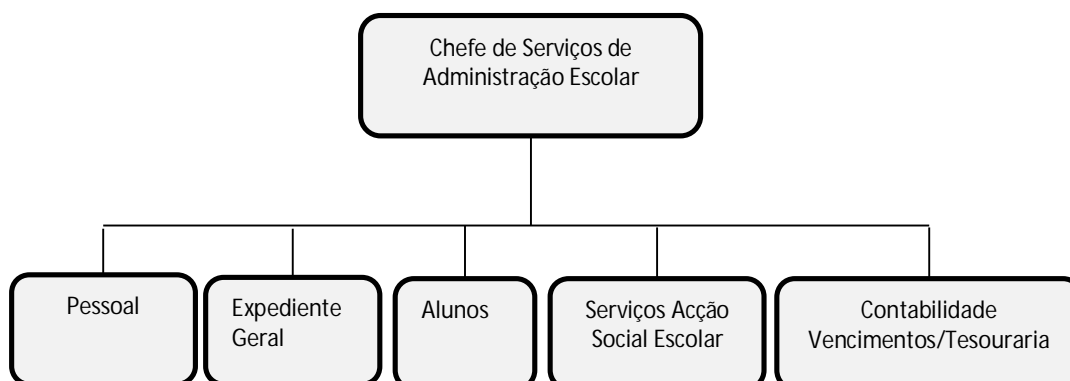 Chefe de Serviços de
Administração Escolar
Pessoal
Expediente
Geral
Alunos
Serviços Acção
Social Escolar
Contabilidade
Vencimentos/Tesouraria